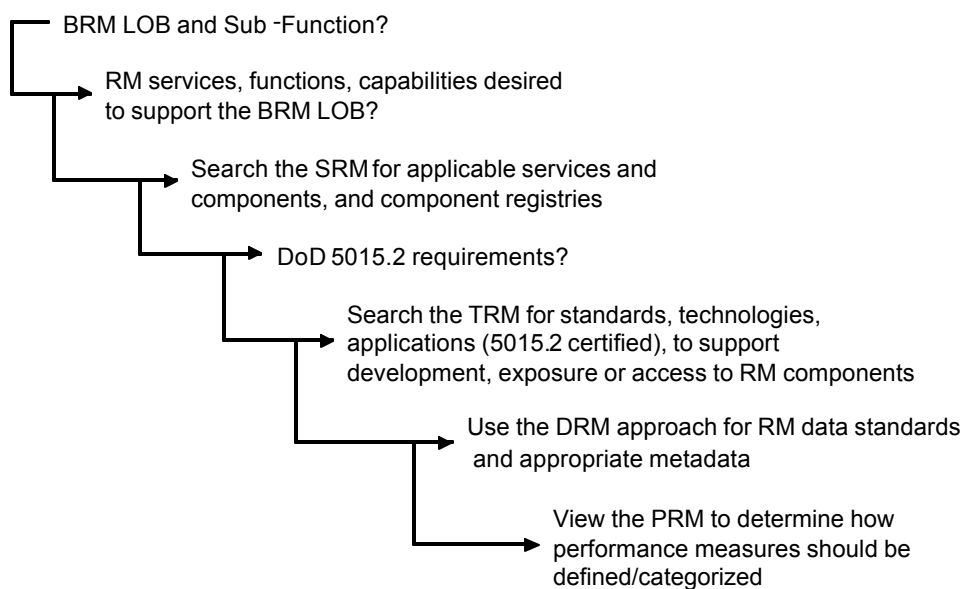 BRM LOB and Sub -Function?
RM services, functions, capabilities desired
to support the BRM LOB?
Search the SRM for applicable services and
components, and component registries
DoD 5015.2 requirements?
Search the TRM for standards, technologies,
applications (5015.2 certified), to support
development, exposure or access to RM components
Use the DRM approach for RM data standards
and appropriate metadata
View the PRM to determine how
performance measures should be
defined/categorized